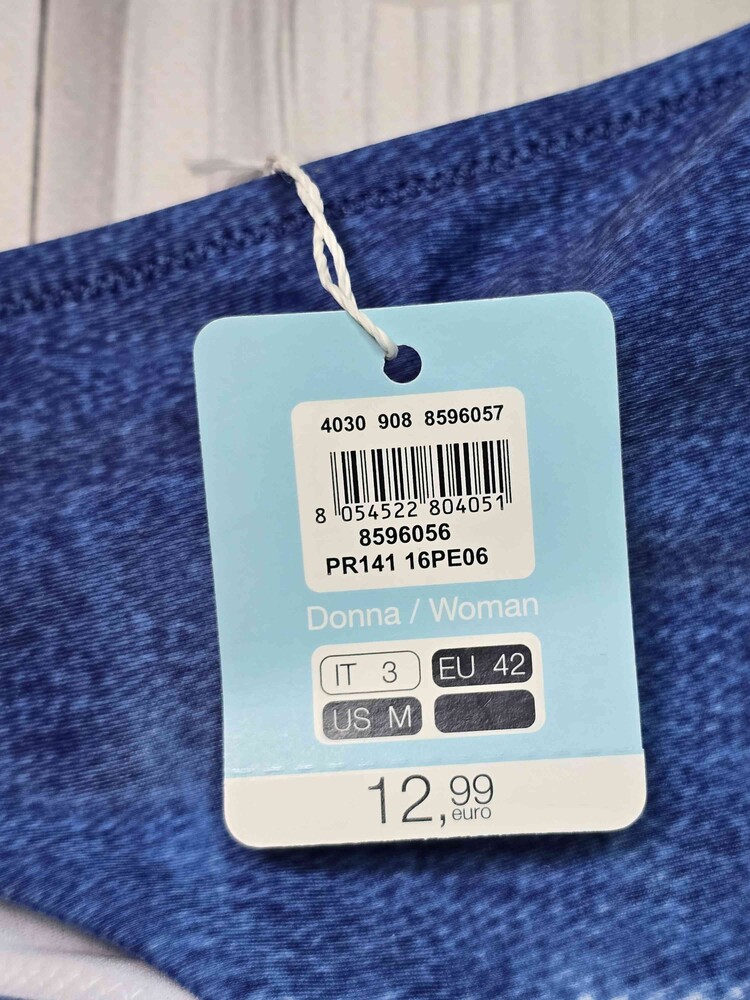 4030 908 8596057
8 054522 804051
8596056
PR141 16PE06
Donna / Woman
IT 3 EU 42
US M
12,99
euro